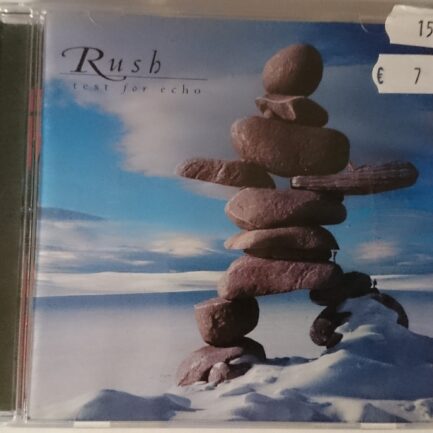 Rush
test for echo
15
€ 7